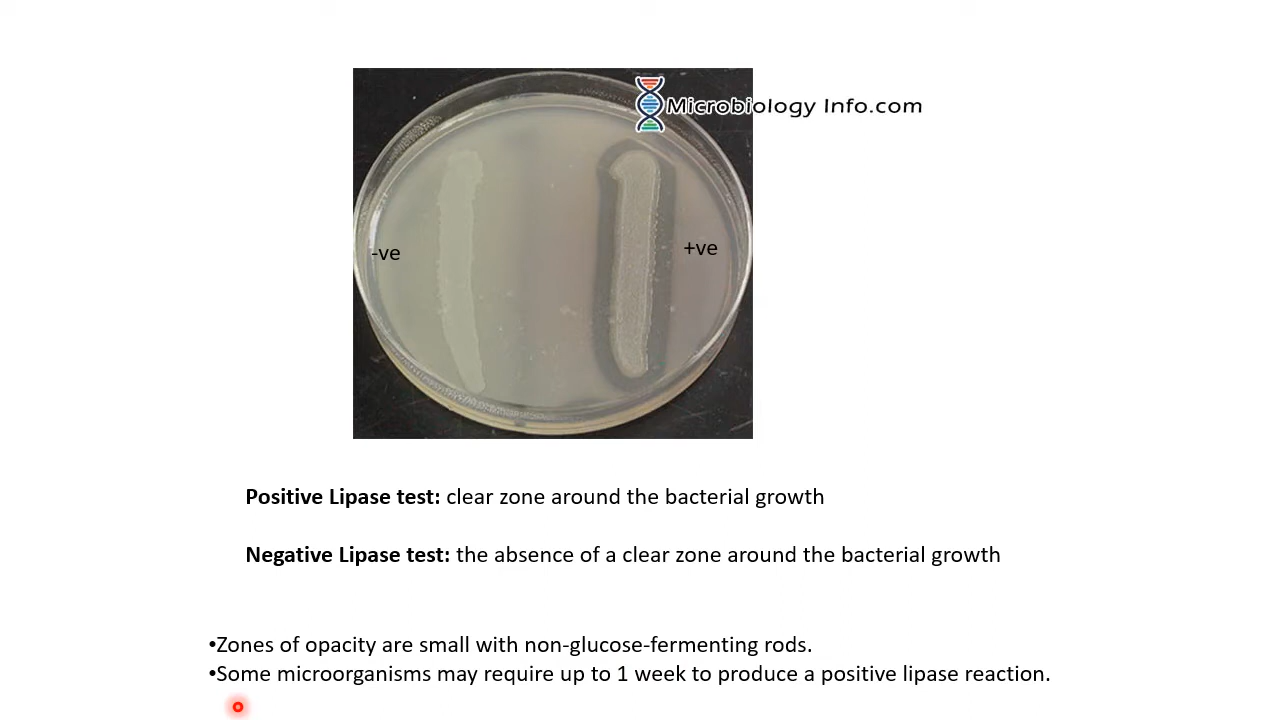 Microbiology Info.com
-ve
+ve
Positive Lipase test: clear zone around the bacterial growth
Negative Lipase test: the absence of a clear zone around the bacterial growth
•Zones of opacity are small with non-glucose-fermenting rods.
•Some microorganisms may require up to 1 week to produce a positive lipase reaction.